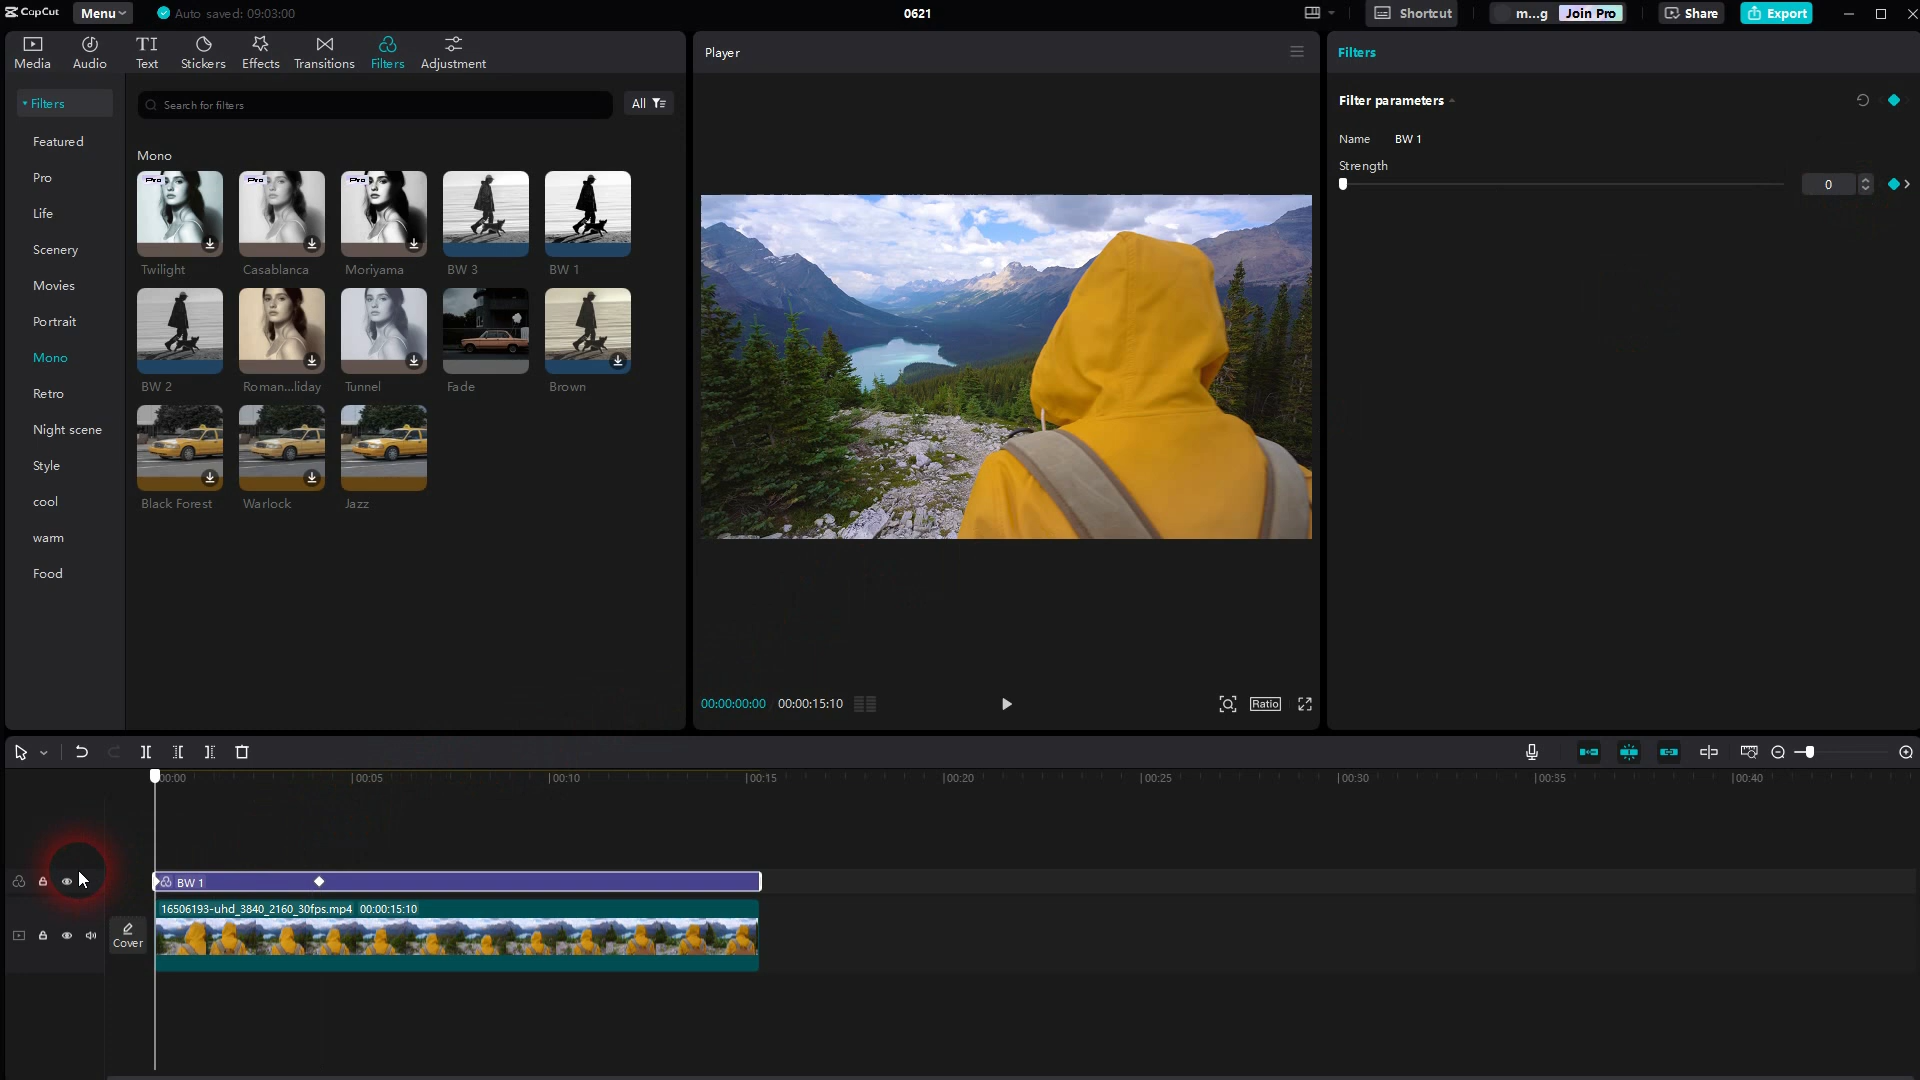 CapCut
Menu
Auto saved: 09:03:00
0621
Shortcut
m...g
Join Pro
Share
Export
Media
Audio
Text
Stickers
Effects
Transitions
Filters
Adjustment
Player
Filters
Filters
Featured
Pro
Life
Scenery
Movies
Portrait
Mono
Retro
Night scene
Style
cool
warm
Food
Search for filters
All
Mono
Pro
Pro
Pro
Twilight
Casablanca
Moriyama
BW 3
BW 1
BW 2
Roman...liday
Tunnel
Fade
Brown
Black Forest
Warlock
Jazz
Filter parameters
Name BW 1
Strength
0
00:00:00:00 00:00:15:10
Ratio
00:00
00:05
00:10
00:15
00:20
00:25
00:30
00:35
00:40
BW 1
16506193-uhd_3840_2160_30fps.mp4 00:00:15:10
Cover